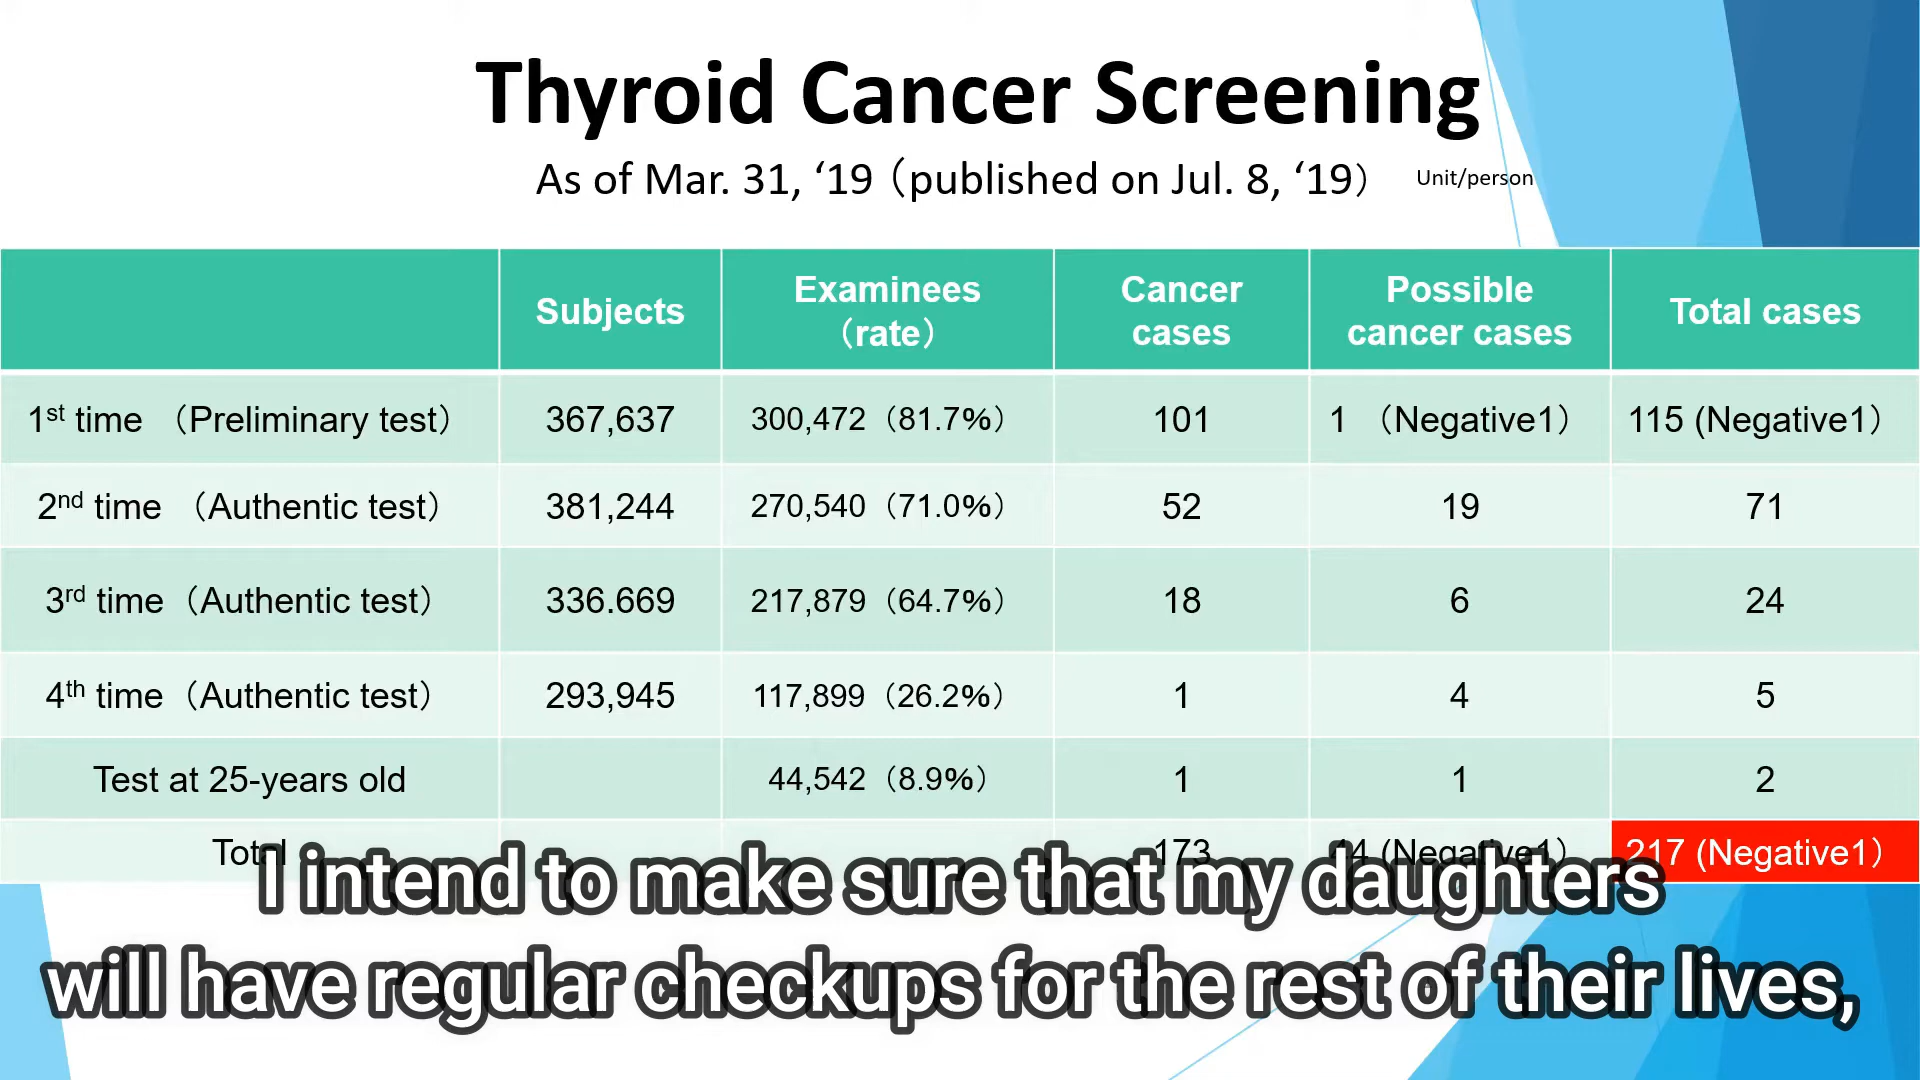 Thyroid Cancer Screening
As of Mar. 31, ‘19（published on Jul. 8, ‘19） Unit/person
Subjects Examinees（rate） Cancer cases Possible cancer cases Total cases
1st time （Preliminary test） 367,637 300,472（81.7%） 101 1 （Negative1） 115 (Negative1）
2nd time （Authentic test） 381,244 270,540（71.0%） 52 19 71
3rd time（Authentic test） 336.669 217,879（64.7%） 18 6 24
4th time（Authentic test） 293,945 117,899（26.2%） 1 4 5
Test at 25-years old 44,542（8.9%） 1 1 2
Total 173 44 (Negative1） 217 (Negative1）
I intend to make sure that my daughters
will have regular checkups for the rest of their lives,